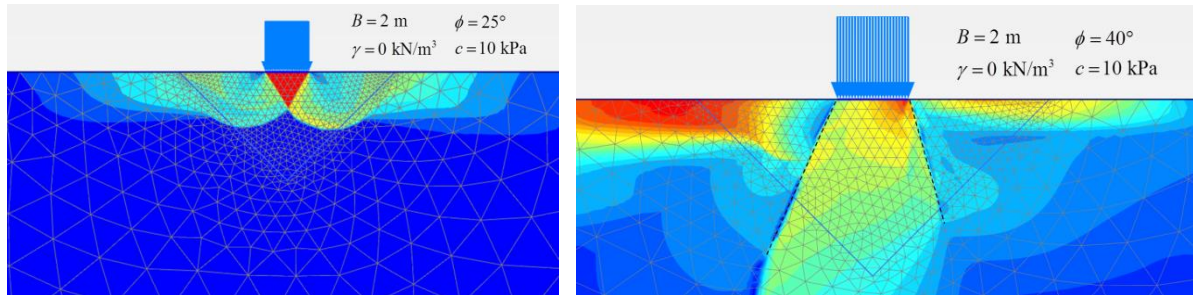 B = 2 m ϕ = 25°
γ = 0 kN/m³ c = 10 kPa
B = 2 m ϕ = 40°
γ = 0 kN/m³ c = 10 kPa